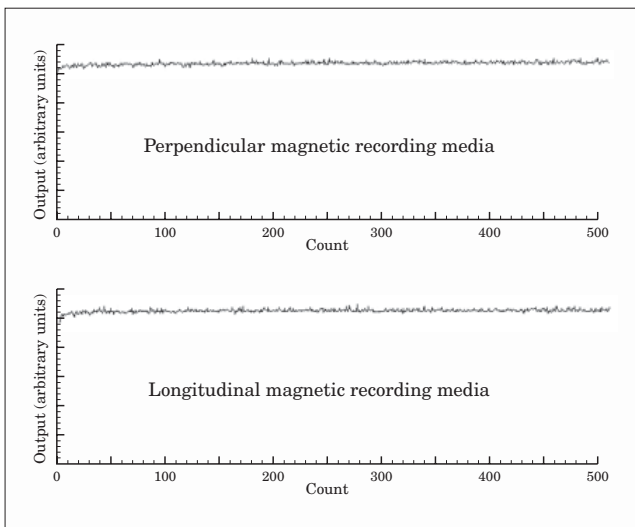 Output (arbitrary units)
Perpendicular magnetic recording media
0 100 200 300 400 500
Count
Output (arbitrary units)
Longitudinal magnetic recording media
0 100 200 300 400 500
Count